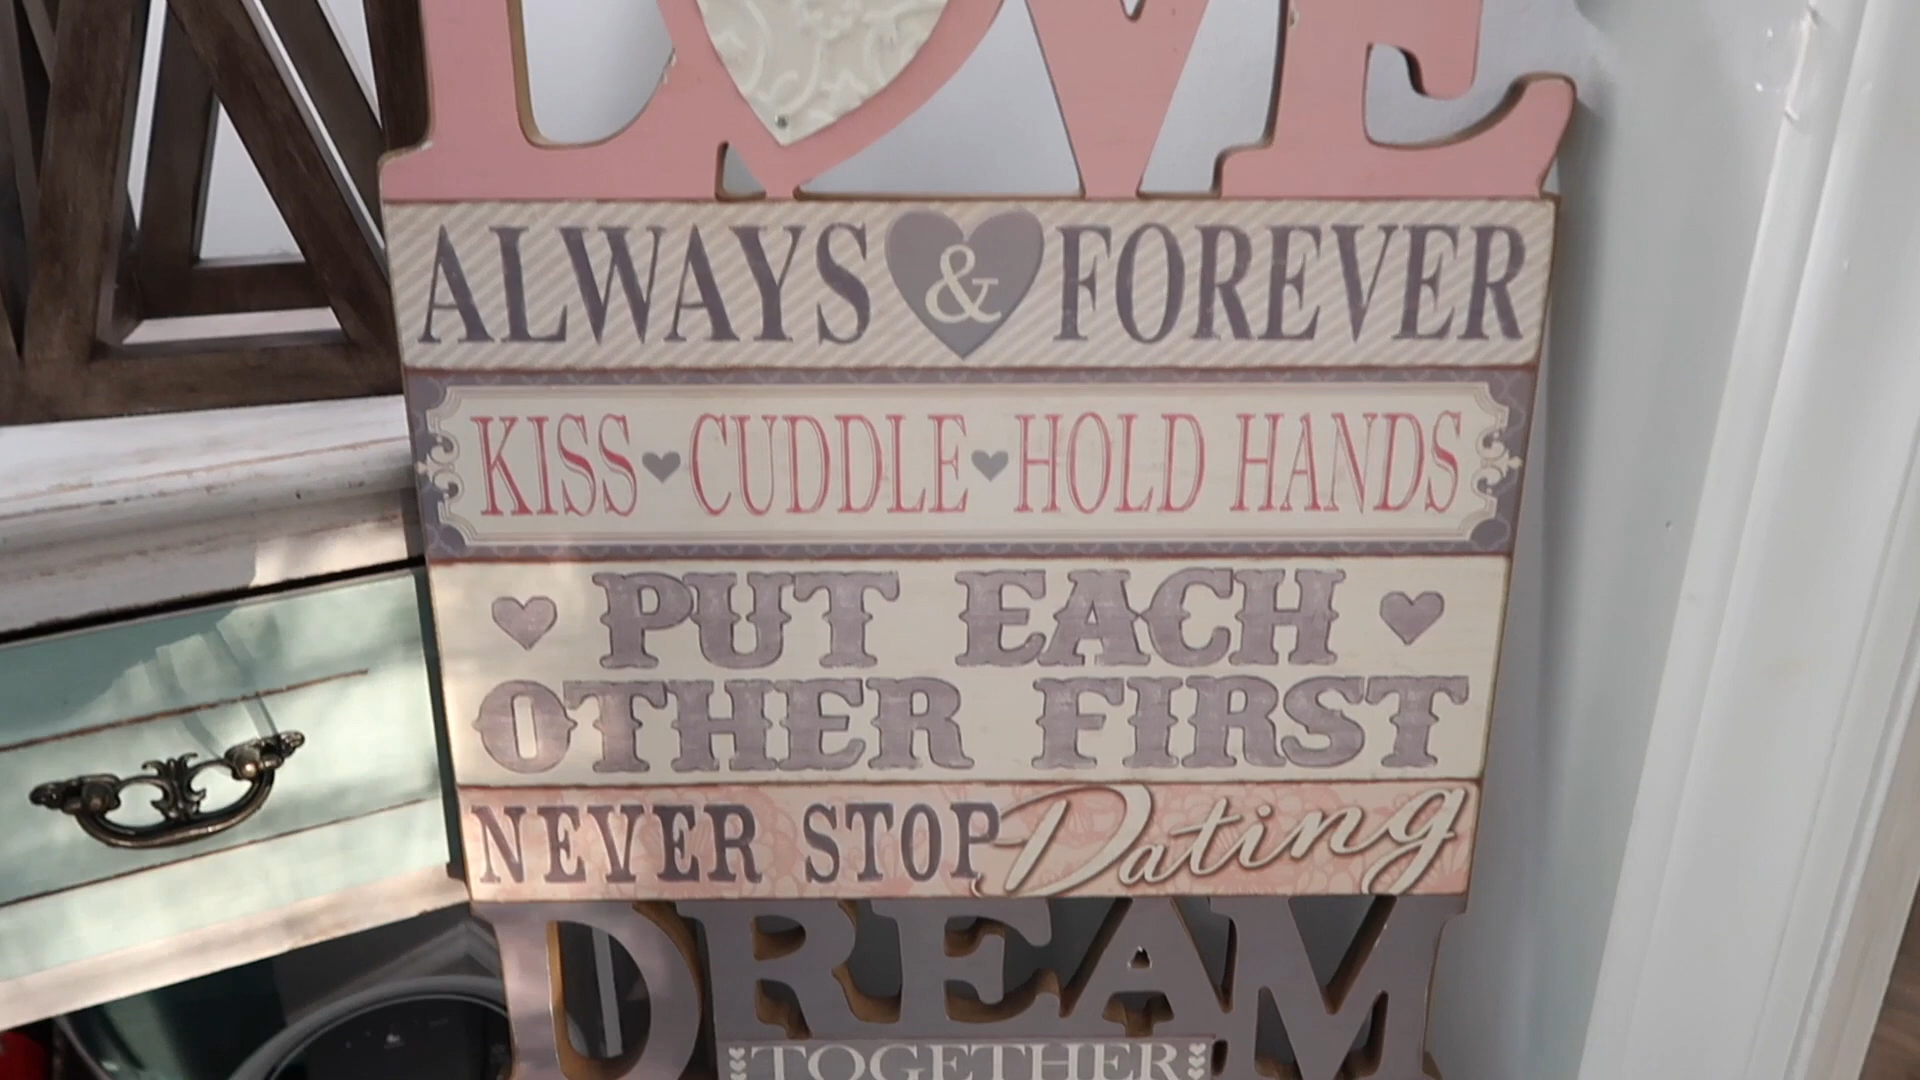 LOVE
ALWAYS & FOREVER
KISS CUDDLE HOLD HANDS
PUT EACH
OTHER FIRST
NEVER STOP Dating
DREAM
TOGETHER